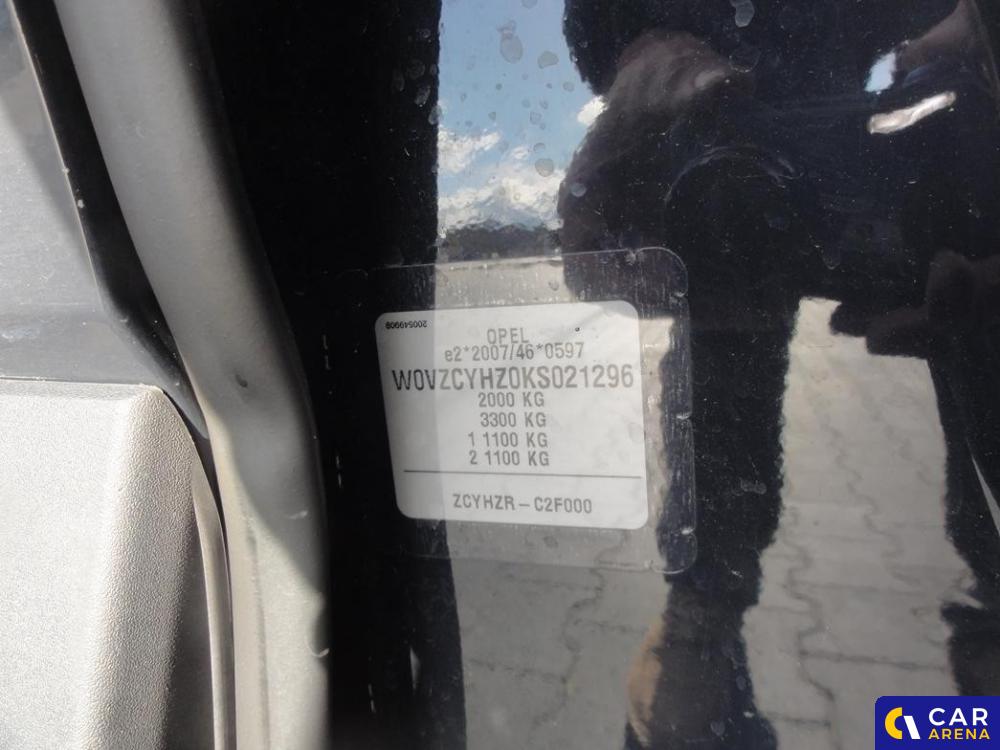 200549909
OPEL
e2*2007/46*0597
W0VZCYHZ0KS021296
2000 KG
3300 KG
1 1100 KG
2 1100 KG
ZCYHZR – C2F000
CAR
ARENA